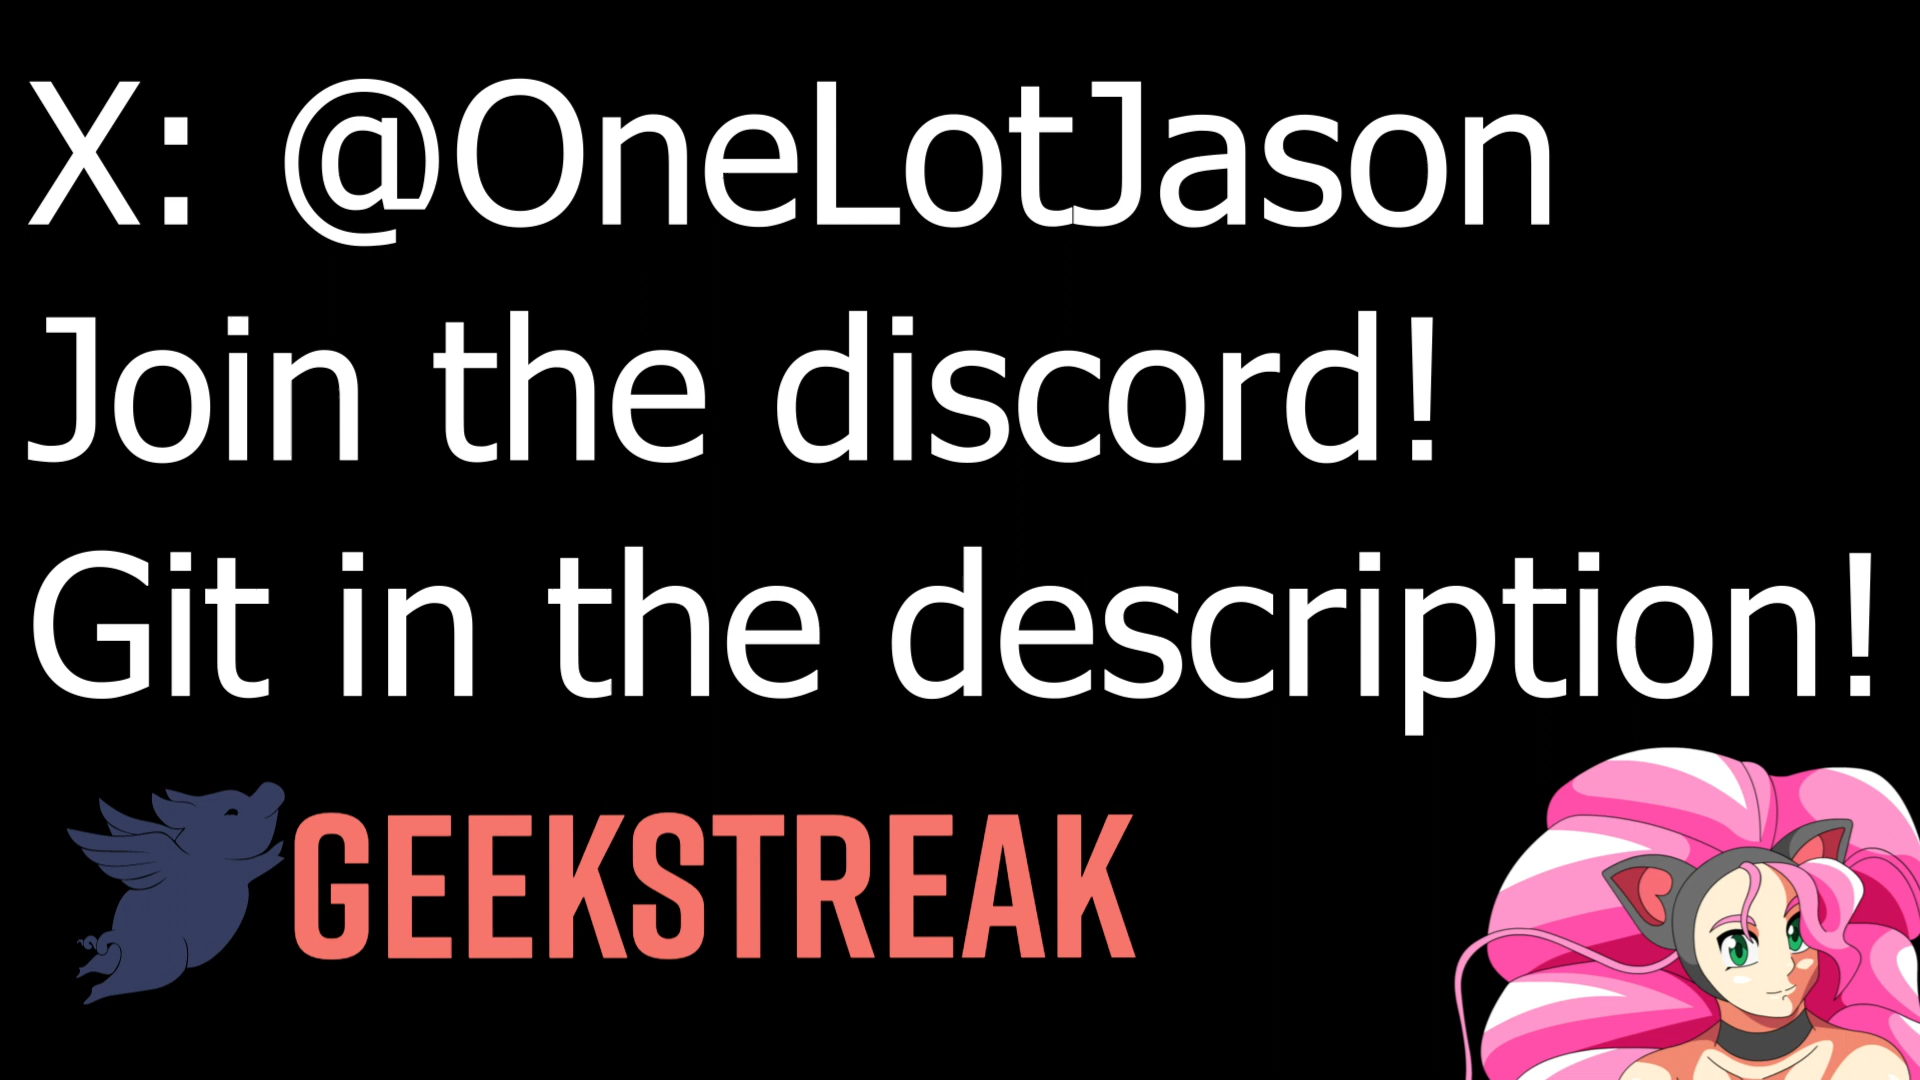 X: @OneLotJason
Join the discord!
Git in the description!
GEEKSTREAK